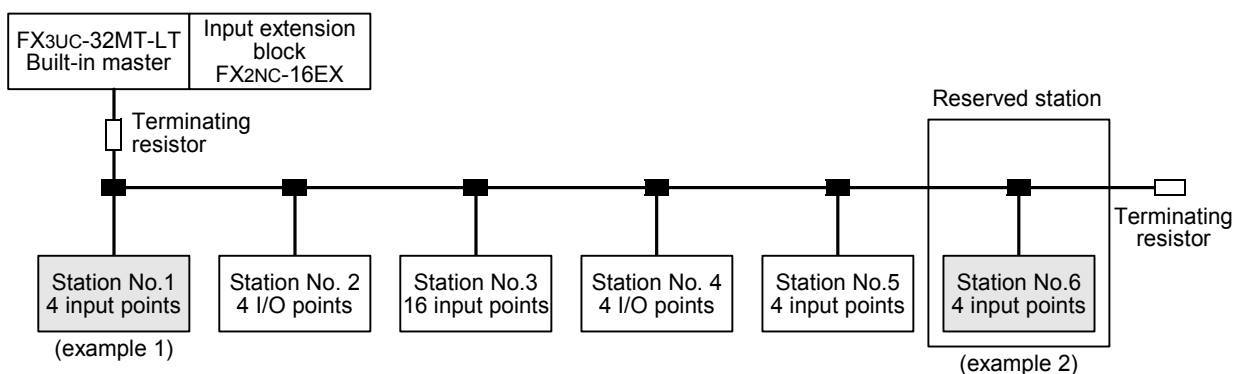 FX3UC-32MT-LT
Built-in master
Input extension
block
FX2NC-16EX
Terminating
resistor
Reserved station
Terminating
resistor
Station No.1
4 input points
(example 1)
Station No. 2
4 I/O points
Station No.3
16 input points
Station No. 4
4 I/O points
Station No.5
4 input points
Station No.6
4 input points
(example 2)